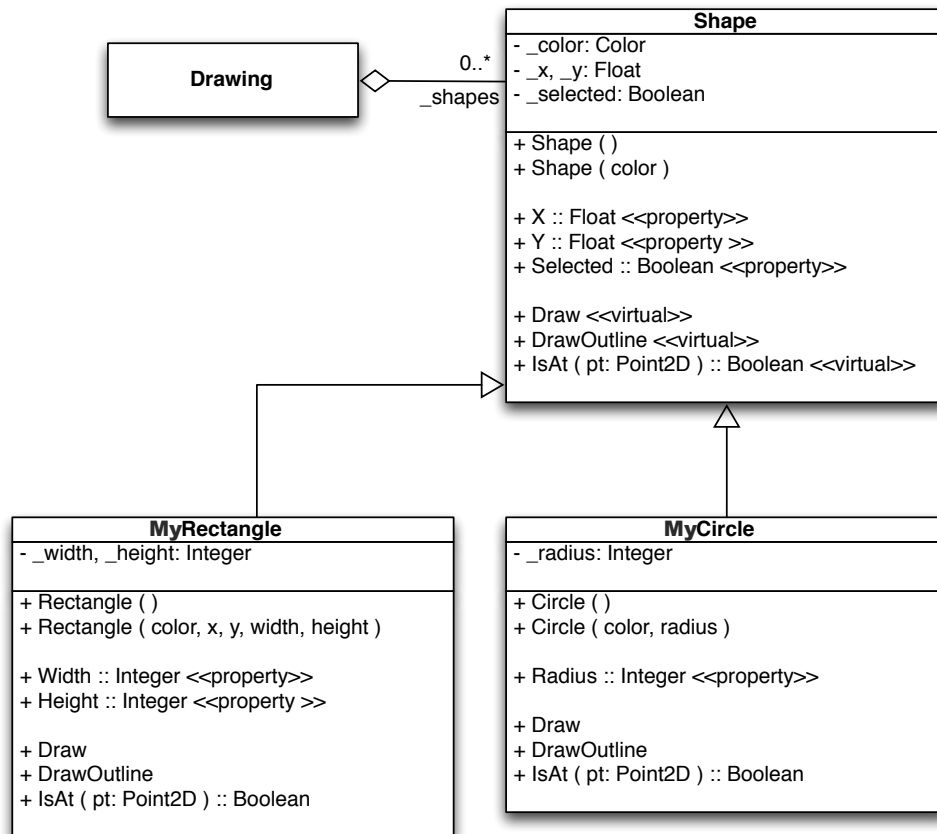 Drawing
0..*
_shapes
Shape
- _color: Color
- _x, _y: Float
- _selected: Boolean
+ Shape ( )
+ Shape ( color )
+ X :: Float <<property>>
+ Y :: Float <<property >>
+ Selected :: Boolean <<property>>
+ Draw <<virtual>>
+ DrawOutline <<virtual>>
+ IsAt ( pt: Point2D ) :: Boolean <<virtual>>
MyRectangle
- _width, _height: Integer
+ Rectangle ( )
+ Rectangle ( color, x, y, width, height )
+ Width :: Integer <<property>>
+ Height :: Integer <<property >>
+ Draw
+ DrawOutline
+ IsAt ( pt: Point2D ) :: Boolean
MyCircle
- _radius: Integer
+ Circle ( )
+ Circle ( color, radius )
+ Radius :: Integer <<property>>
+ Draw
+ DrawOutline
+ IsAt ( pt: Point2D ) :: Boolean